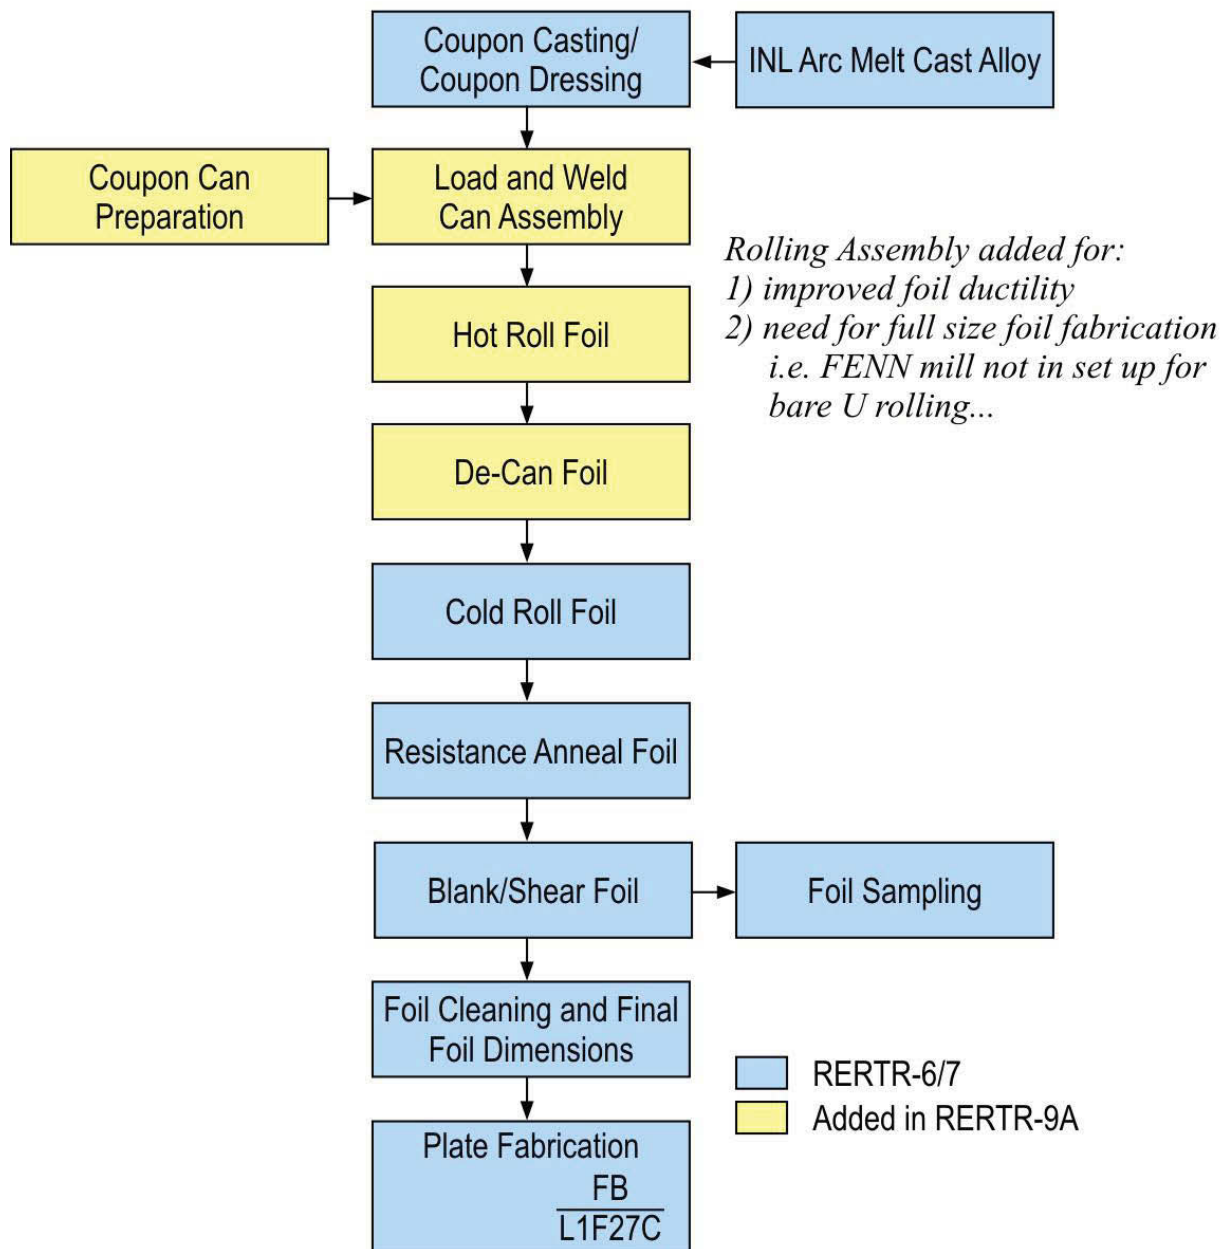 Coupon Casting/
Coupon Dressing
INL Arc Melt Cast Alloy
Coupon Can
Preparation
Load and Weld
Can Assembly
Rolling Assembly added for:
1) improved foil ductility
2) need for full size foil fabrication
i.e. FENN mill not in set up for
bare U rolling...
Hot Roll Foil
De-Can Foil
Cold Roll Foil
Resistance Anneal Foil
Blank/Shear Foil
Foil Sampling
Foil Cleaning and Final
Foil Dimensions
RERTR-6/7
Added in RERTR-9A
Plate Fabrication
FB
L1F27C